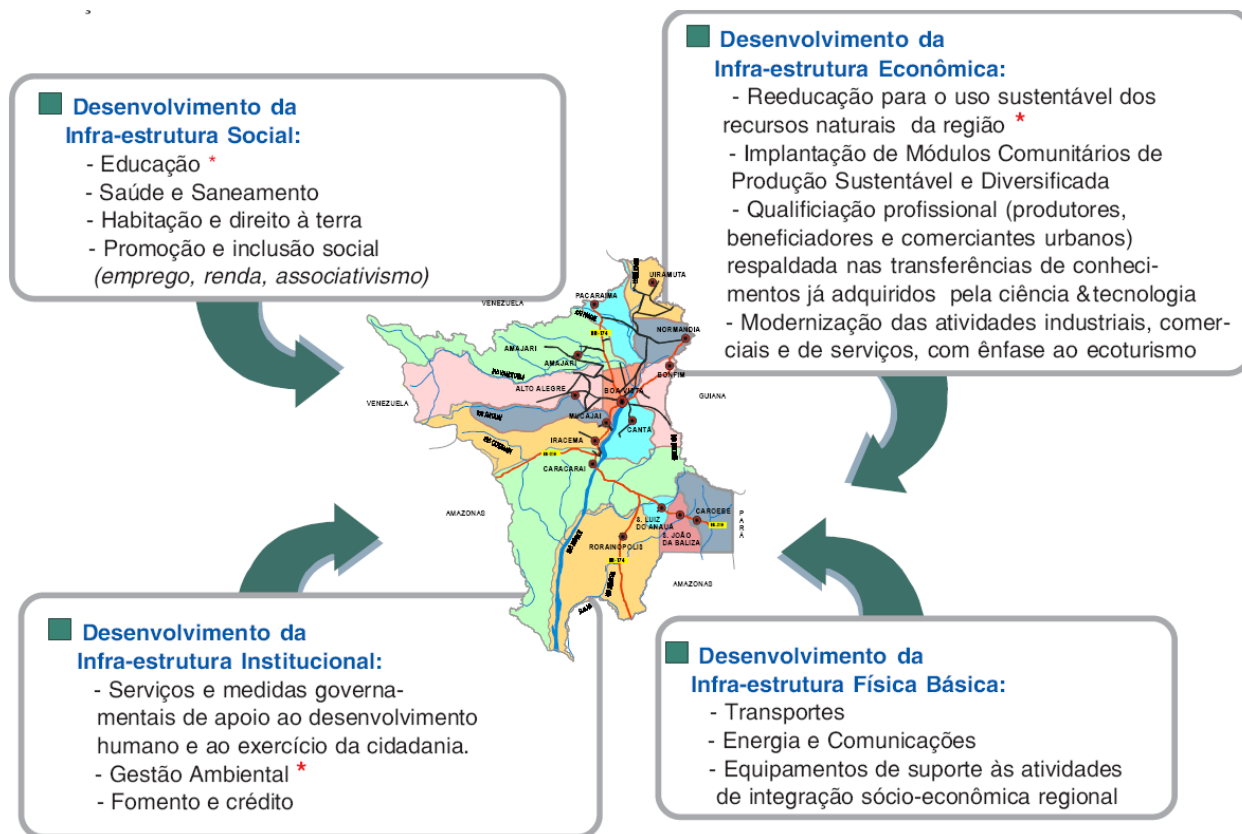 Desenvolvimento da
Infra-estrutura Econômica:
- Reeducação para o uso sustentável dos
recursos naturais da região *
- Implantação de Módulos Comunitários de
Produção Sustentável e Diversificada
- Qualificiação profissional (produtores,
beneficiadores e comerciantes urbanos)
respaldada nas transferências de conheci-
mentos já adquiridos pela ciência &tecnologia
- Modernização das atividades industriais, comer-
ciais e de serviços, com ênfase ao ecoturismo
Desenvolvimento da
Infra-estrutura Social:
- Educação *
- Saúde e Saneamento
- Habitação e direito à terra
- Promoção e inclusão social
(emprego, renda, associativismo)
UIRAMUTA
VENEZUELA
PACARAIMA
BR-174
NORMANDIA
AMAJARI
AMAJARI
BONFIM
ALTO ALEGRE
BOA VISTA
GUIANA
VENEZUELA
MUCAJAI
CANTA
IRACEMA
CARACARAI
AMAZONAS
CAROEBE
S. LUIZ
DO ANAUA
S. JOÃO
DA BALIZA
PARÁ
RORAINOPOLIS
BR-174
AMAZONAS
Desenvolvimento da
Infra-estrutura Institucional:
- Serviços e medidas governa-
mentais de apoio ao desenvolvimento
humano e ao exercício da cidadania.
- Gestão Ambiental *
- Fomento e crédito
Desenvolvimento da
Infra-estrutura Física Básica:
- Transportes
- Energia e Comunicações
- Equipamentos de suporte às atividades
de integração sócio-econômica regional